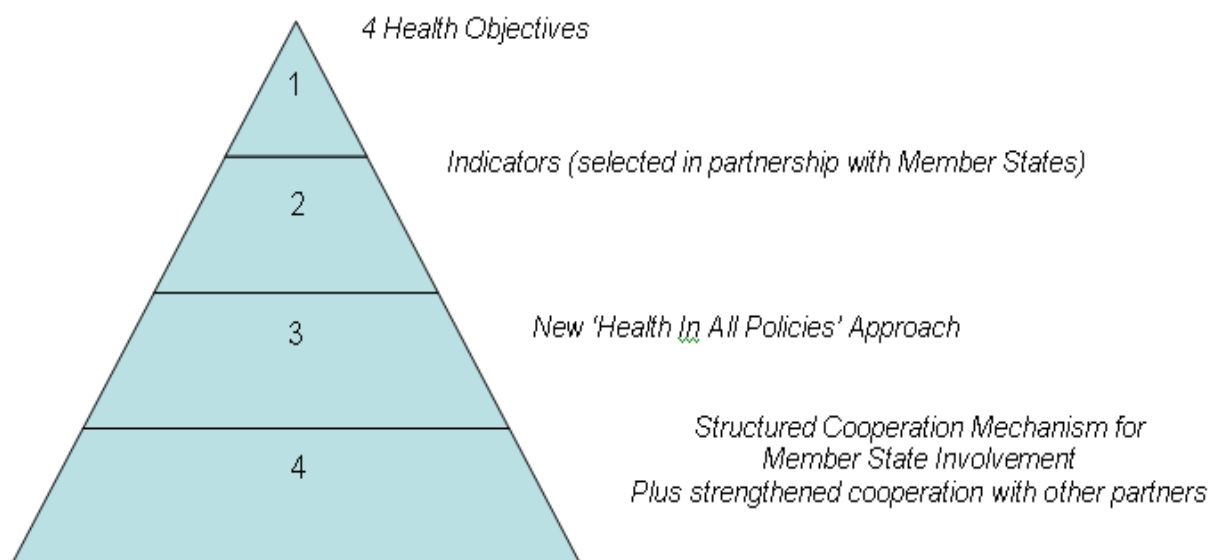 4 Health Objectives
1
Indicators (selected in partnership with Member States)
2
New ‘Health In All Policies’ Approach
3
Structured Cooperation Mechanism for
Member State Involvement
Plus strengthened cooperation with other partners
4